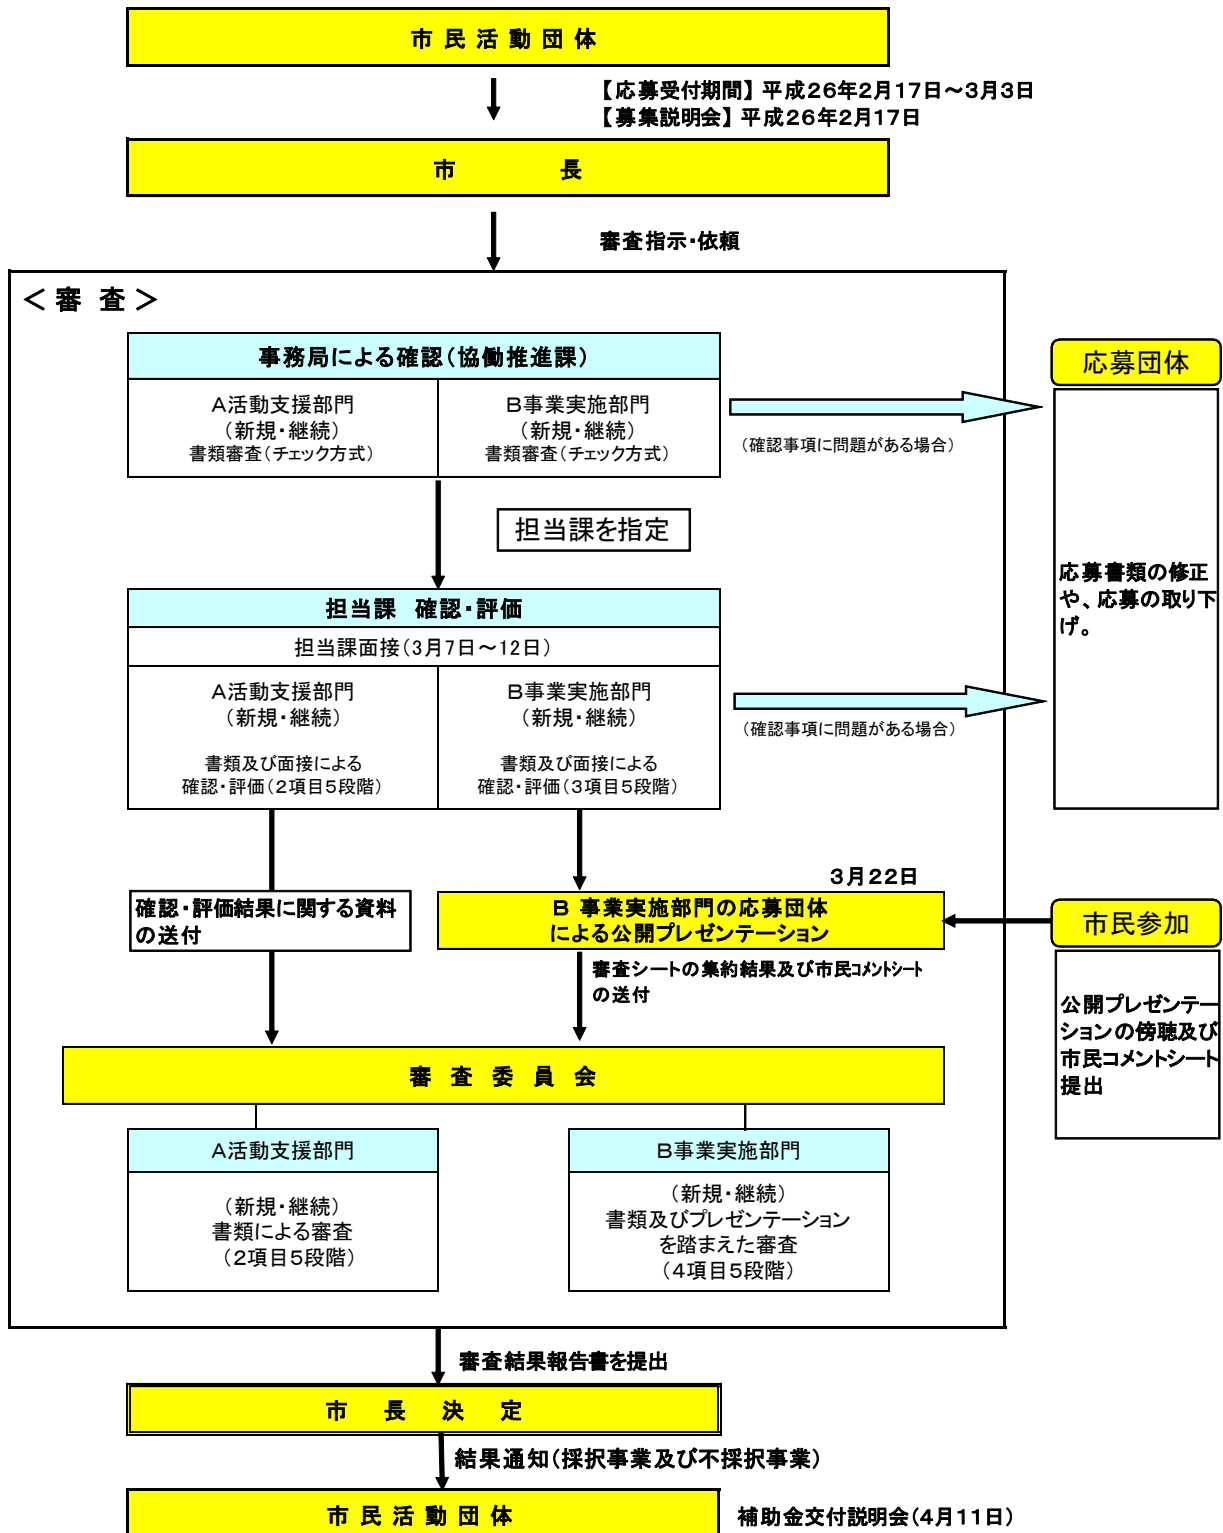 市民活動団体
【応募受付期間】平成26年2月17日～3月3日
【募集説明会】平成26年2月17日
市　長
審査指示・依頼
＜審 査＞
事務局による確認（協働推進課）
A活動支援部門
（新規・継続）
書類審査（チェック方式）
B事業実施部門
（新規・継続）
書類審査（チェック方式）
（確認事項に問題がある場合）
応募団体
応募書類の修正
や、応募の取り下
げ。
担当課を指定
担当課　確認・評価
担当課面接（3月7日～12日）
A活動支援部門
（新規・継続）
書類及び面接による
確認・評価（2項目5段階）
B事業実施部門
（新規・継続）
書類及び面接による
確認・評価（3項目5段階）
（確認事項に問題がある場合）
3月22日
確認・評価結果に関する資料
の送付
B 事業実施部門の応募団体
による公開プレゼンテーション
市民参加
公開プレゼンテー
ションの傍聴及び
市民コメントシート
提出
審査シートの集約結果及び市民コメントシート
の送付
審査委員会
A活動支援部門
（新規・継続）
書類による審査
（2項目5段階）
B事業実施部門
（新規・継続）
書類及びプレゼンテーション
を踏まえた審査
（4項目5段階）
審査結果報告書を提出
市長決定
結果通知（採択事業及び不採択事業）
市民活動団体
補助金交付説明会（4月11日）